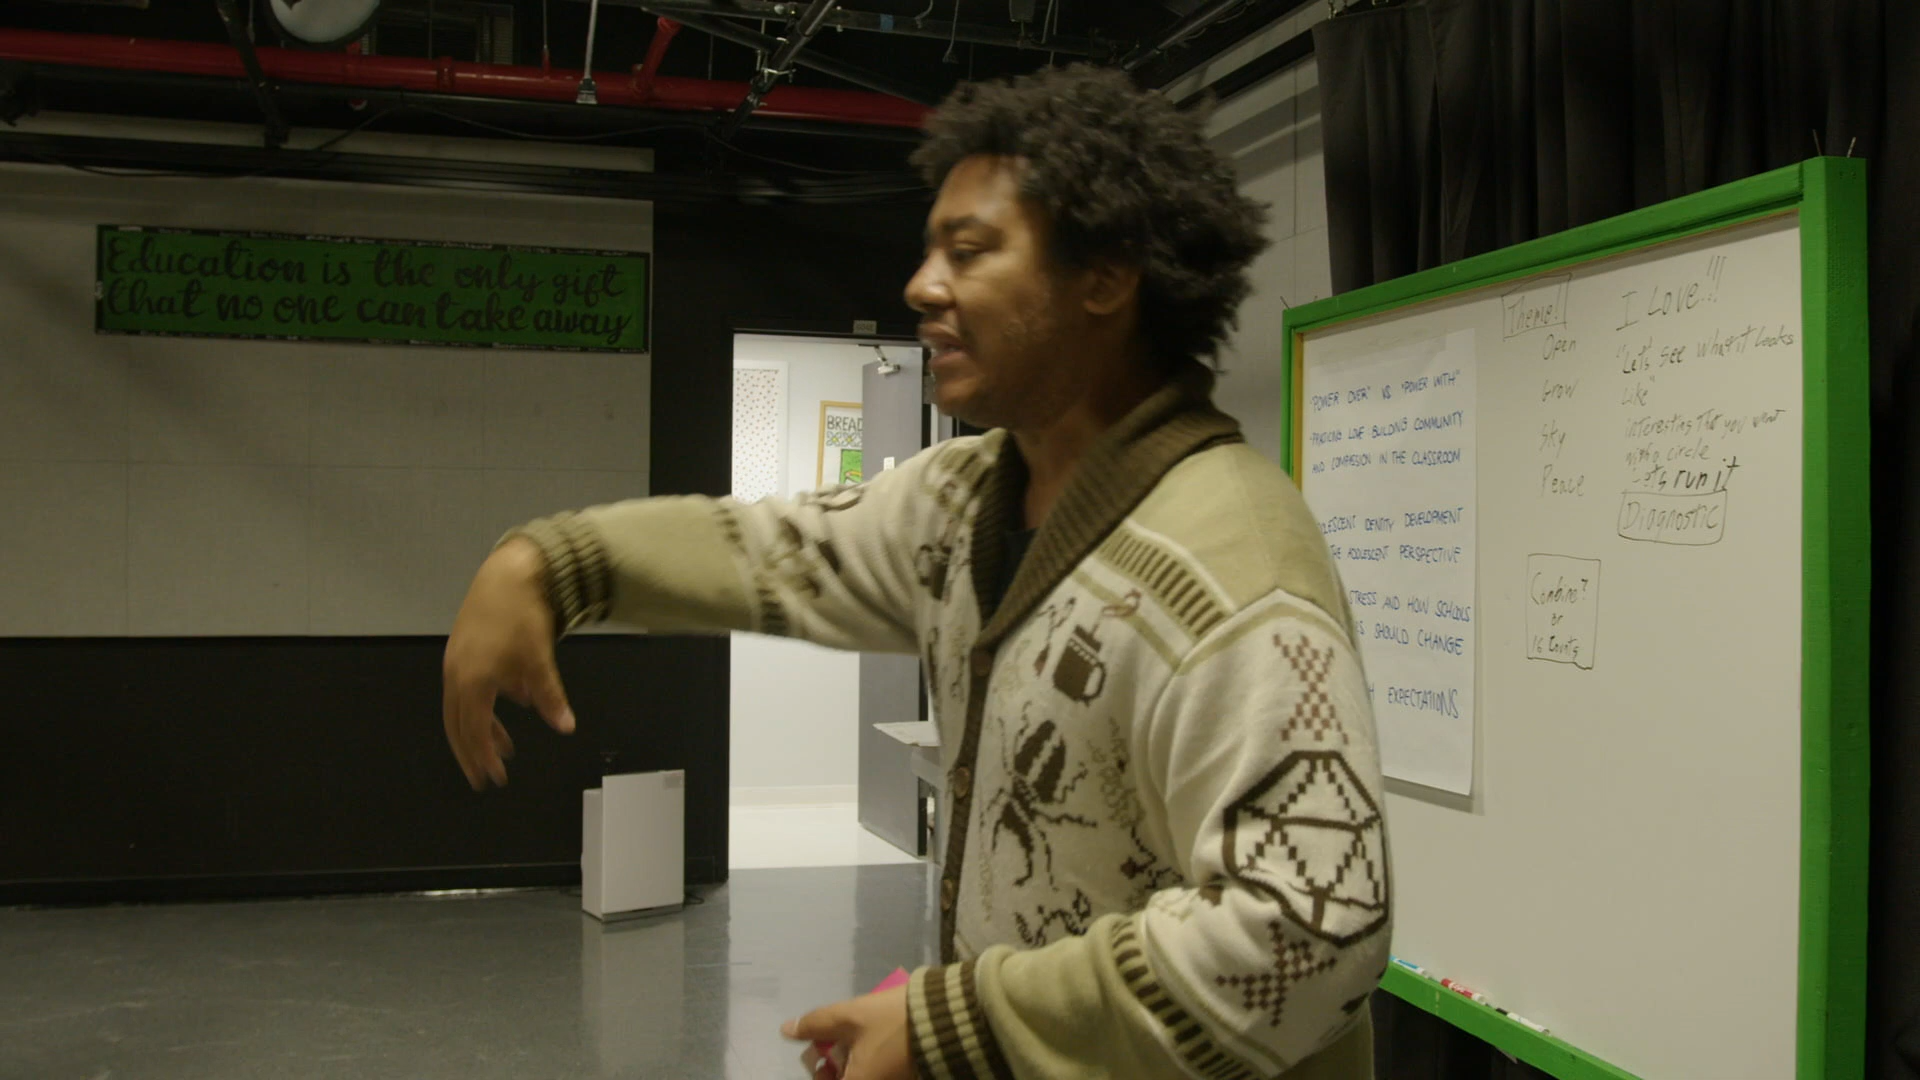 Education is the only gift
that no one can take away
BREAD
"POWER OVER" VS "POWER WITH"
PRACTICING LOVE BUILDING COMMUNITY
AND COMPASSION IN THE CLASSROOM
IDENTITY DEVELOPMENT
ADOLESCENT PERSPECTIVE
STRESS AND HOW SCHOOLS
SHOULD CHANGE
EXPECTATIONS
Theme!!
Open
Grow
Sky
Peace
I Love!!!
"Let's see what it looks
Like"
interesting that you went
circle
Let's run it
Diagnostic
Combine?
or
16 Counts